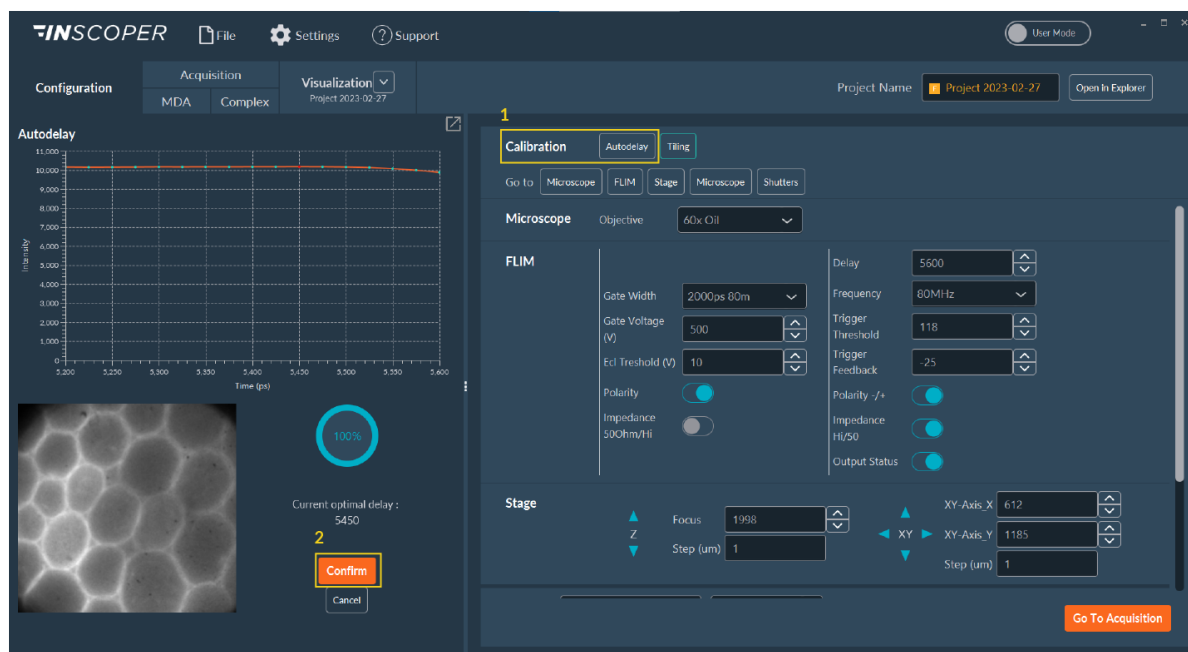 INSCOPER File Settings Support User Mode
Configuration Acquisition MDA Complex Visualization Project 2023-02-27 Project Name Project 2023-02-27 Open in Explorer
Autodelay
11,000
10,000
9,000
8,000
7,000
6,000
5,000
4,000
3,000
2,000
1,000
0
Intensity
5,200 5,250 5,300 5,350 5,400 5,450 5,500 5,550 5,600
Time (ps)
100%
Current optimal delay :
5450
2
Confirm
Cancel
1
Calibration Autodelay Tiling
Go to Microscope FLIM Stage Microscope Shutters
Microscope Objective 60x Oil
FLIM
Gate Width 2000ps 80m
Gate Voltage
(V) 500
Ecl Treshold (V) 10
Polarity
Impedance
50Ohm/Hi
Delay 5600
Frequency 80MHz
Trigger
Threshold 118
Trigger
Feedback -25
Polarity -/+
Impedance
Hi/50
Output Status
Stage
Z
Focus 1998
Step (um) 1
XY
XY-Axis_X 612
XY-Axis_Y 1185
Step (um) 1
Go To Acquisition